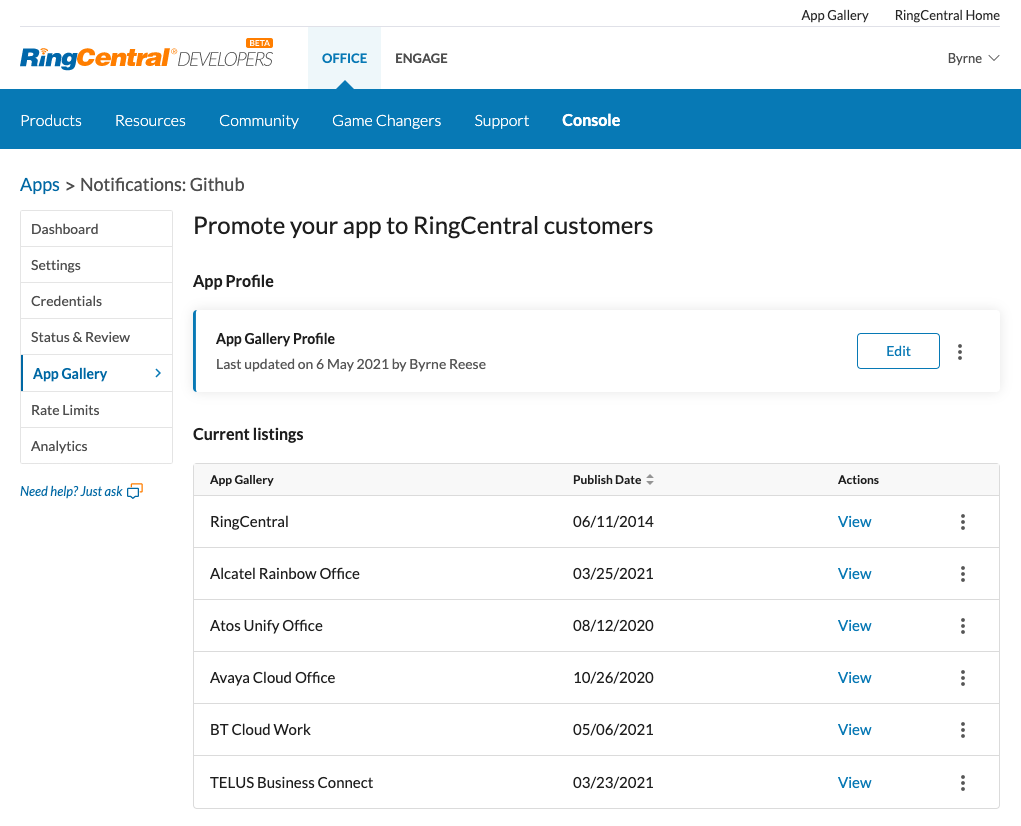 App Gallery RingCentral Home
BETA
RingCentral® DEVELOPERS OFFICE ENGAGE Byrne
Products Resources Community Game Changers Support Console
Apps > Notifications: Github
Dashboard
Settings
Credentials
Status & Review
App Gallery
Rate Limits
Analytics
Need help? Just ask
Promote your app to RingCentral customers
App Profile
App Gallery Profile
Last updated on 6 May 2021 by Byrne Reese
Edit
Current listings
App Gallery Publish Date Actions
RingCentral 06/11/2014 View
Alcatel Rainbow Office 03/25/2021 View
Atos Unify Office 08/12/2020 View
Avaya Cloud Office 10/26/2020 View
BT Cloud Work 05/06/2021 View
TELUS Business Connect 03/23/2021 View